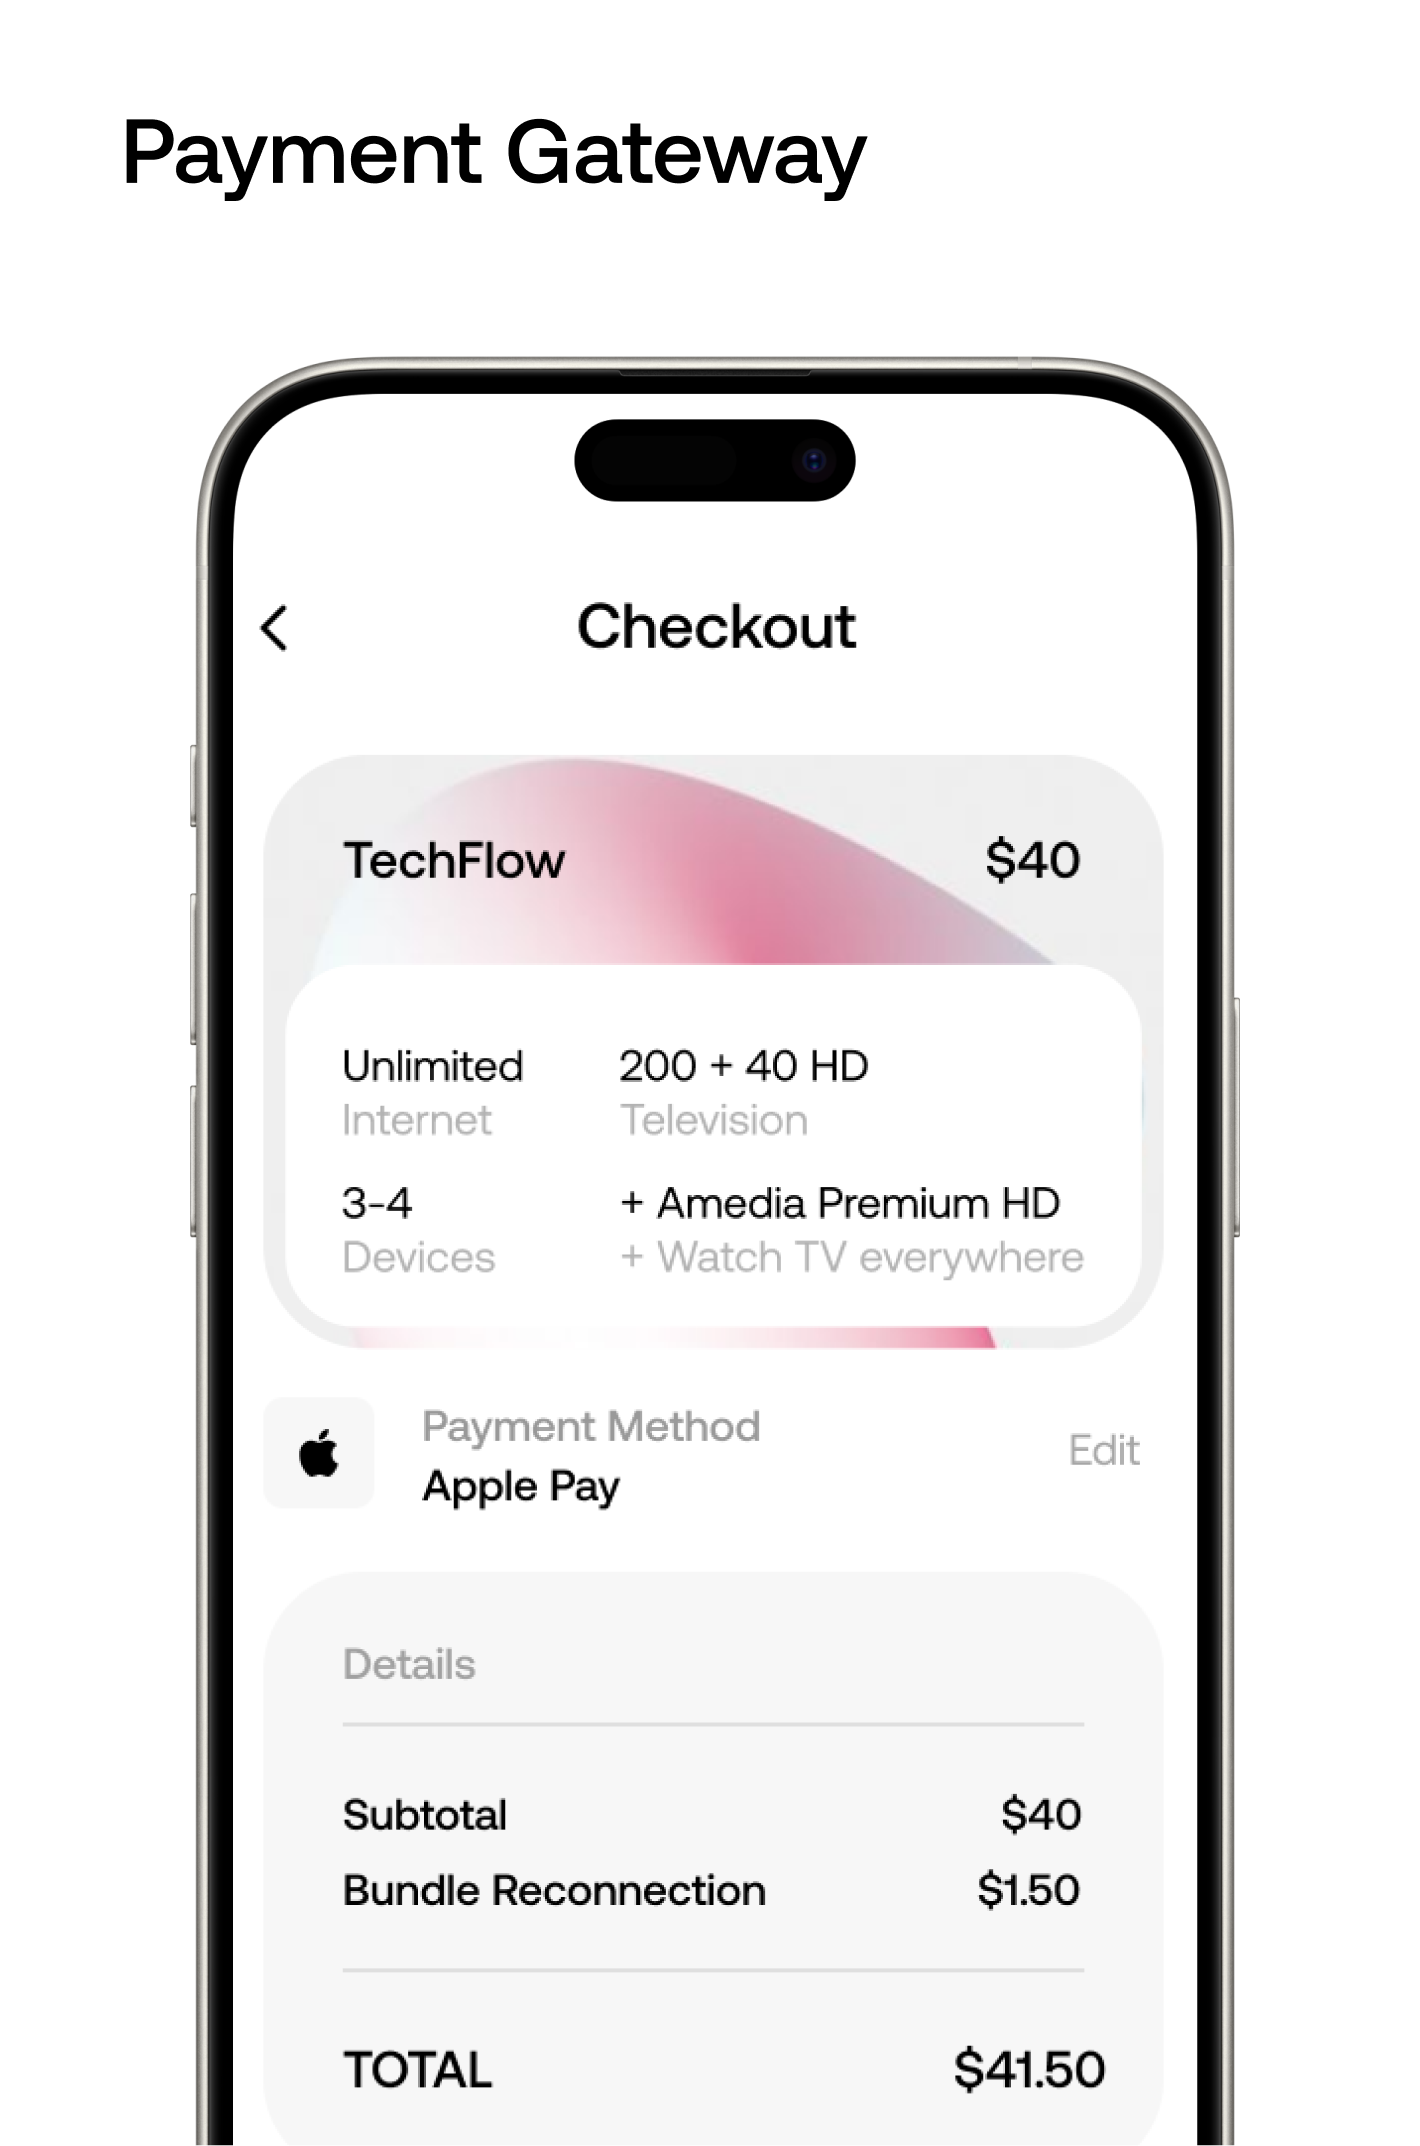 Payment Gateway
Checkout
TechFlow $40
Unlimited 200 + 40 HD
Internet Television
3-4 + Amedia Premium HD
Devices + Watch TV everywhere
Payment Method
Apple Pay
Edit
Details
Subtotal $40
Bundle Reconnection $1.50
TOTAL $41.50